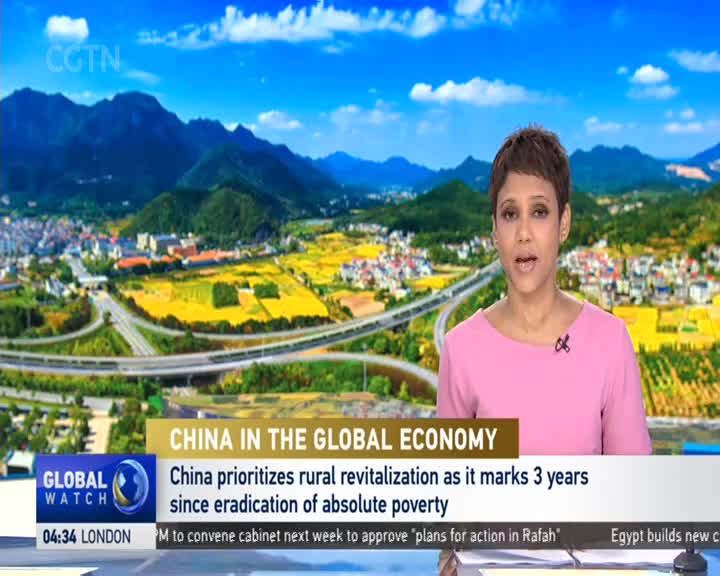 CGTN
CHINA IN THE GLOBAL ECONOMY
China prioritizes rural revitalization as it marks 3 years
since eradication of absolute poverty
GLOBAL
WATCH
04:34 LONDON
PM to convene cabinet next week to approve "plans for action in Rafah" Egypt builds new